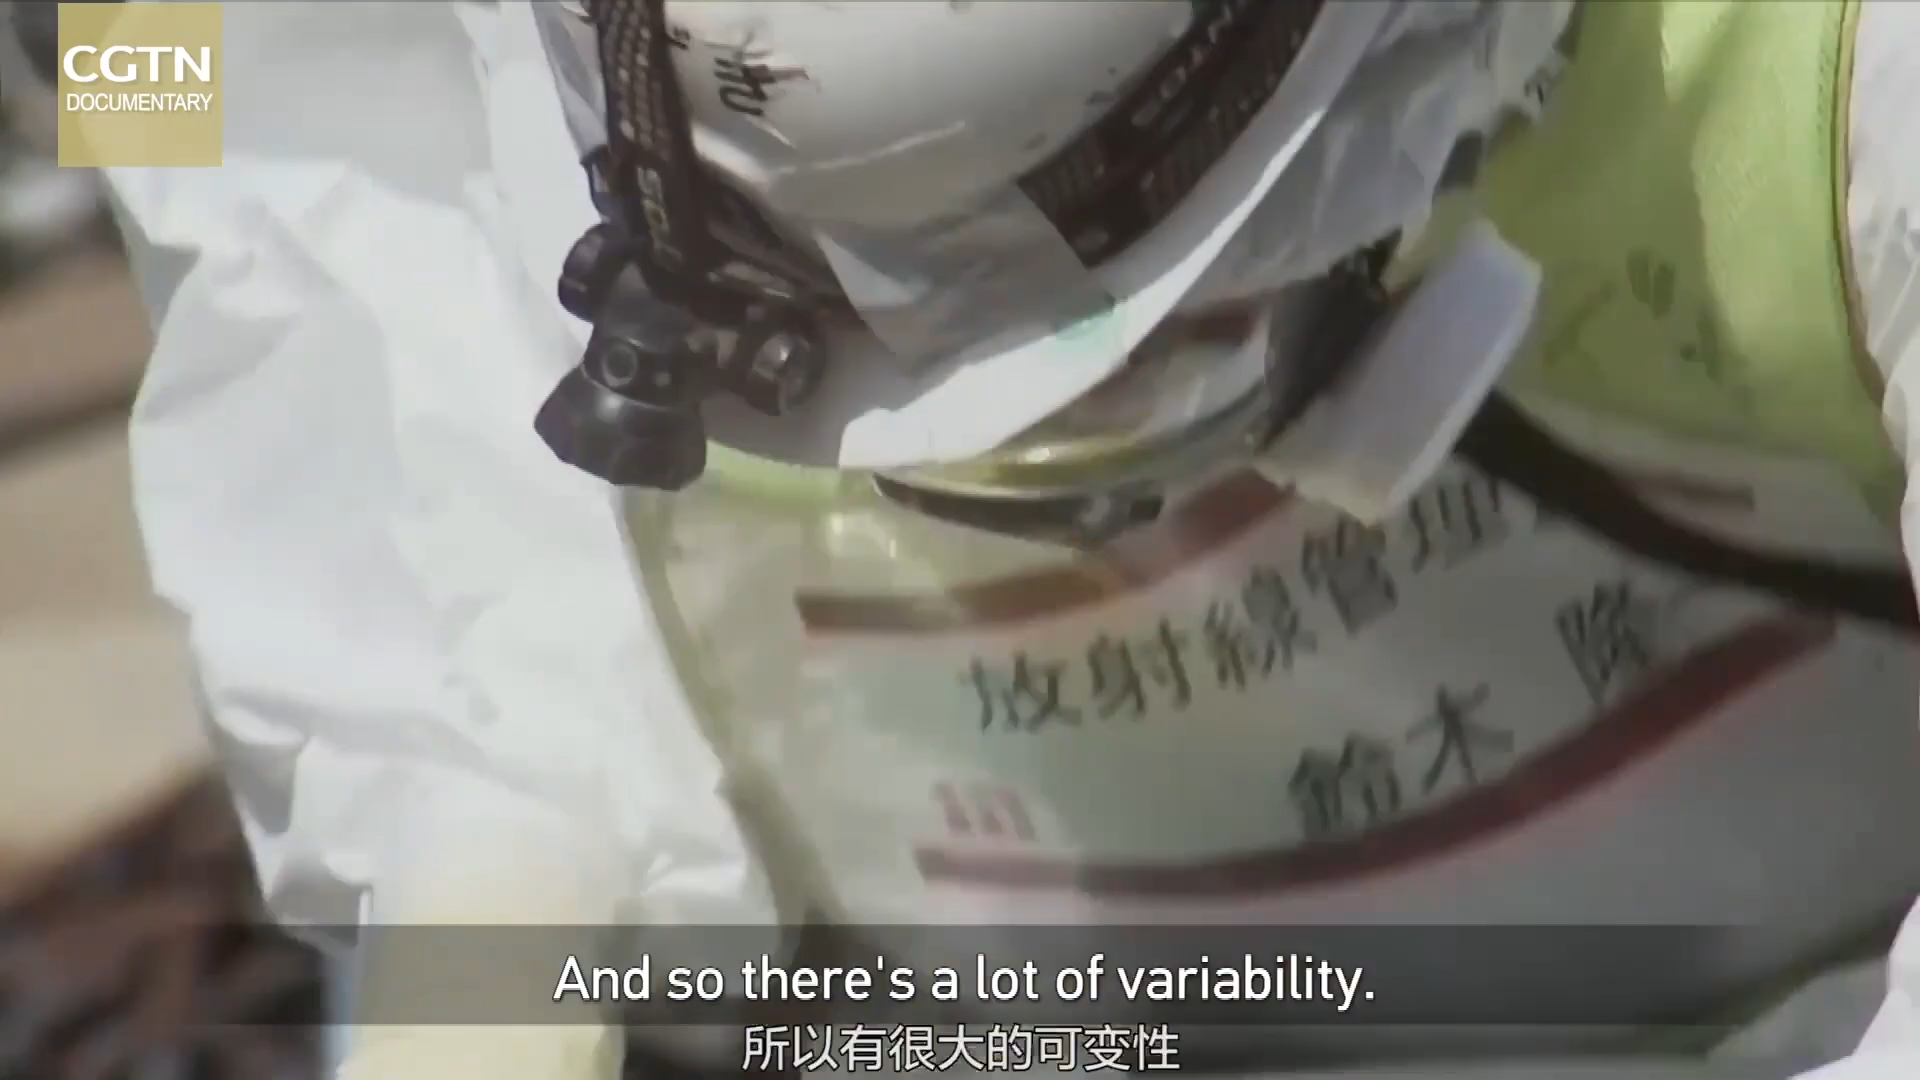 CGTN
DOCUMENTARY
放射線管理
鈴木 隆
And so there's a lot of variability.
所以有很大的可变性